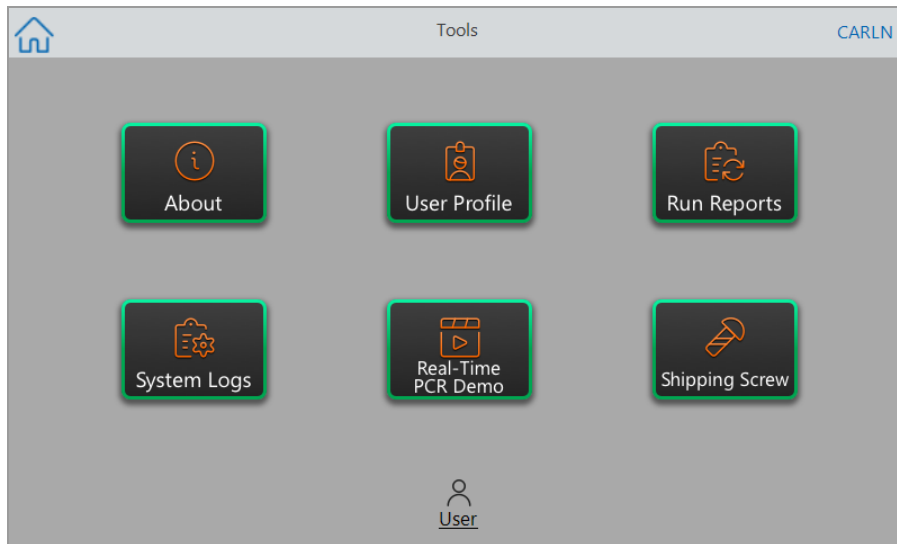 Tools
CARLN
About
User Profile
Run Reports
System Logs
Real-Time
PCR Demo
Shipping Screw
User